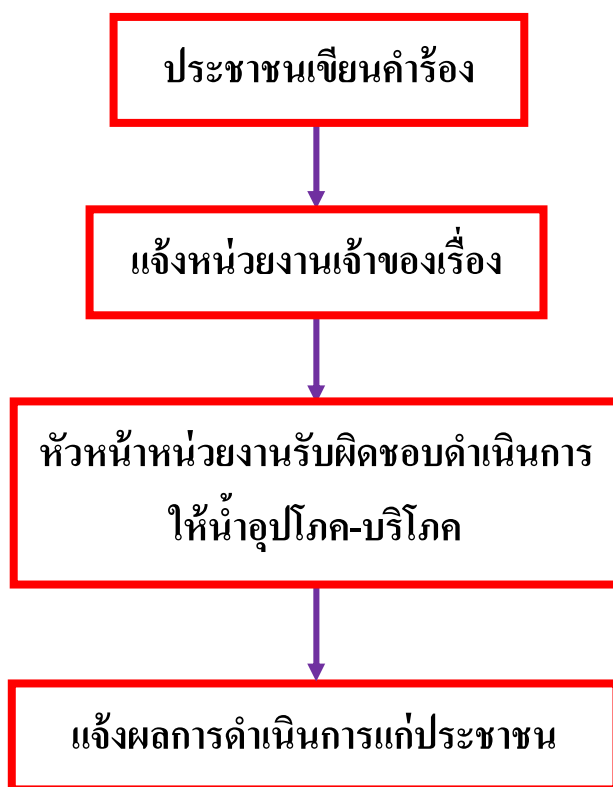 ประชาชนเขียนคำร้อง
แจ้งหน่วยงานเจ้าของเรื่อง
หัวหน้าหน่วยงานรับผิดชอบดำเนินการ
ให้น้ำอุปโภค-บริโภค
แจ้งผลการดำเนินการแก่ประชาชน